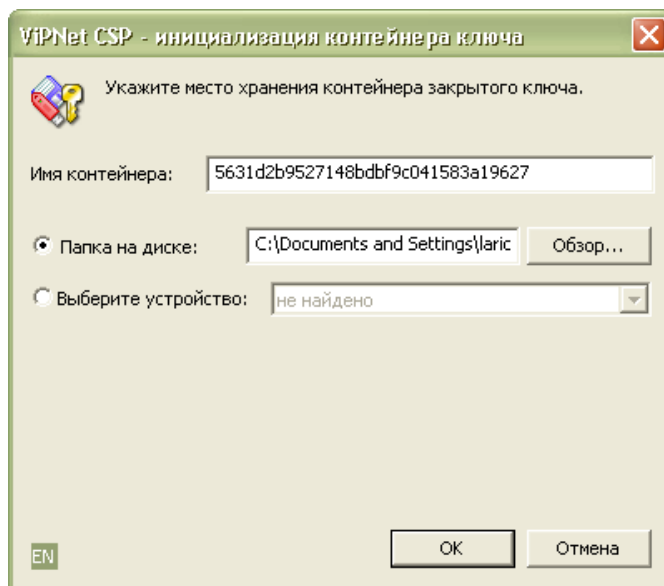 ViPNet CSP - инициализация контейнера ключа
Укажите место хранения контейнера закрытого ключа.
Имя контейнера: 5631d2b9527148bdbf9c041583a19627
Папка на диске: C:\Documents and Settings\laric Обзор...
Выберите устройство: не найдено
EN OK Отмена